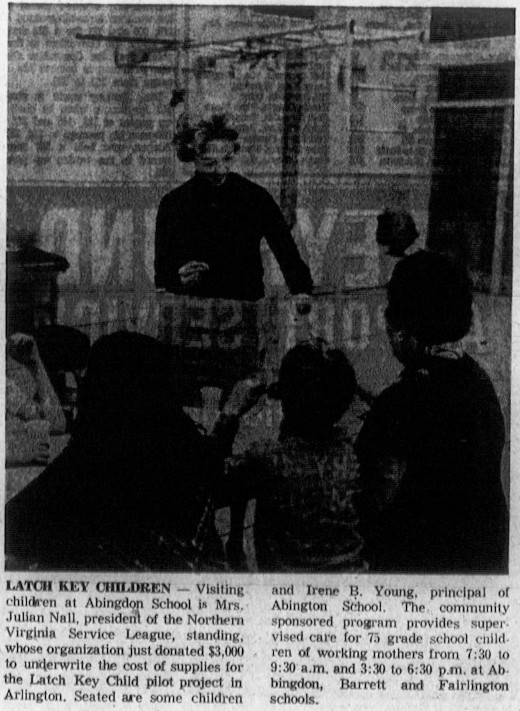 LATCH KEY CHILDREN — Visiting
children at Abingdon School is Mrs.
Julian Nall, president of the Northern
Virginia Service League, standing,
whose organization just donated $3,000
to underwrite the cost of supplies for
the Latch Key Child pilot project in
Arlington. Seated are some children
and Irene B. Young, principal of
Abington School. The community
sponsored program provides super-
vised care for 75 grade school child-
ren of working mothers from 7:30 to
9:30 a.m. and 3:30 to 6:30 p.m. at Ab-
bingdon, Barrett and Fairlington
schools.